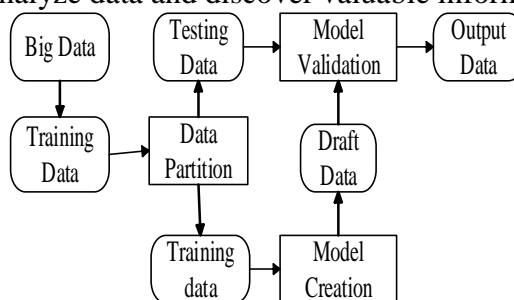 nalyze data and discover valuable inform
Big Data
Testing
Data
Model
Validation
Output
Data
Training
Data
Data
Partition
Draft
Data
Training
data
Model
Creation